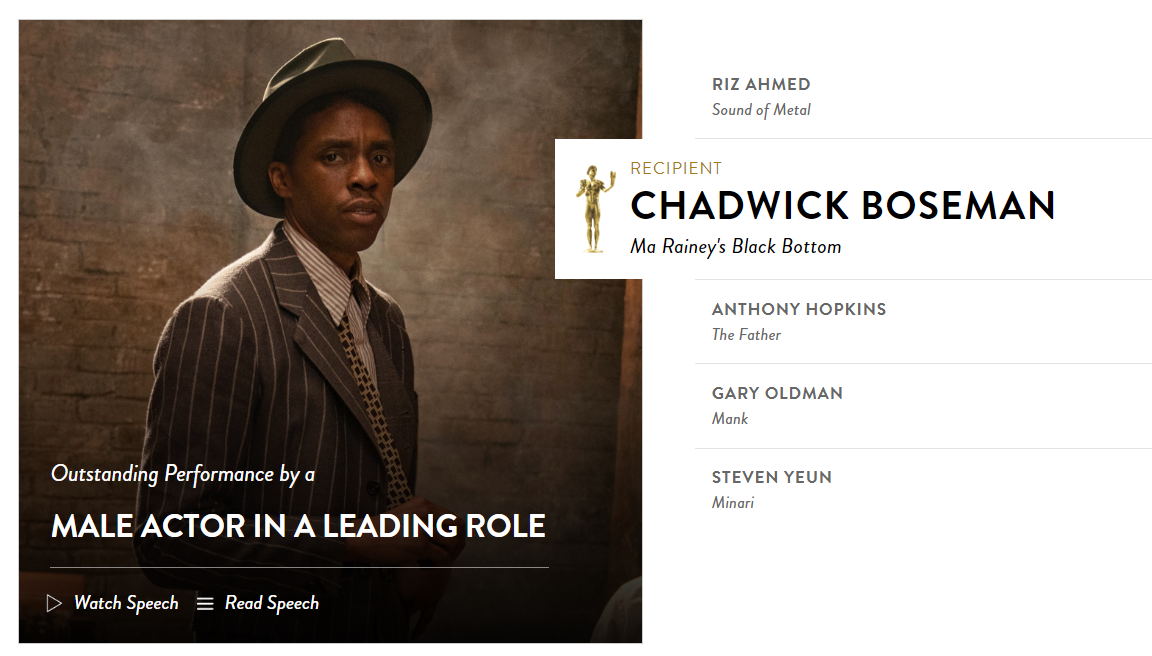 Outstanding Performance by a
MALE ACTOR IN A LEADING ROLE
Watch Speech
Read Speech
RIZ AHMED
Sound of Metal
RECIPIENT
CHADWICK BOSEMAN
Ma Rainey's Black Bottom
ANTHONY HOPKINS
The Father
GARY OLDMAN
Mank
STEVEN YEUN
Minari